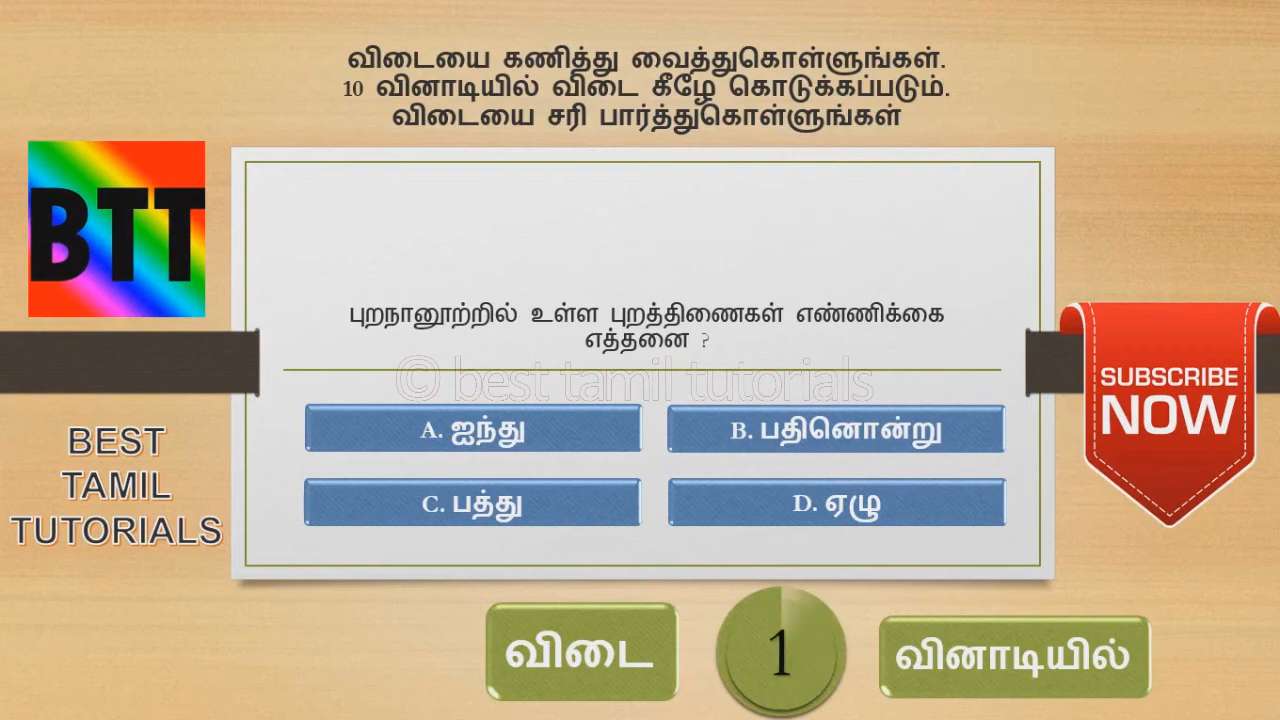 விடையை கணித்து வைத்துகொள்ளுங்கள்.
10 வினாடியில் விடை கீழே கொடுக்கப்படும்.
விடையை சரி பார்த்துகொள்ளுங்கள்
BTT
புறநானூற்றில் உள்ள புறத்திணைகள் எண்ணிக்கை
எத்தனை ?
© best tamil tutorials
A. ஐந்து
B. பதினொன்று
C. பத்து
D. ஏழு
SUBSCRIBE
NOW
BEST
TAMIL
TUTORIALS
விடை
1
வினாடியில்